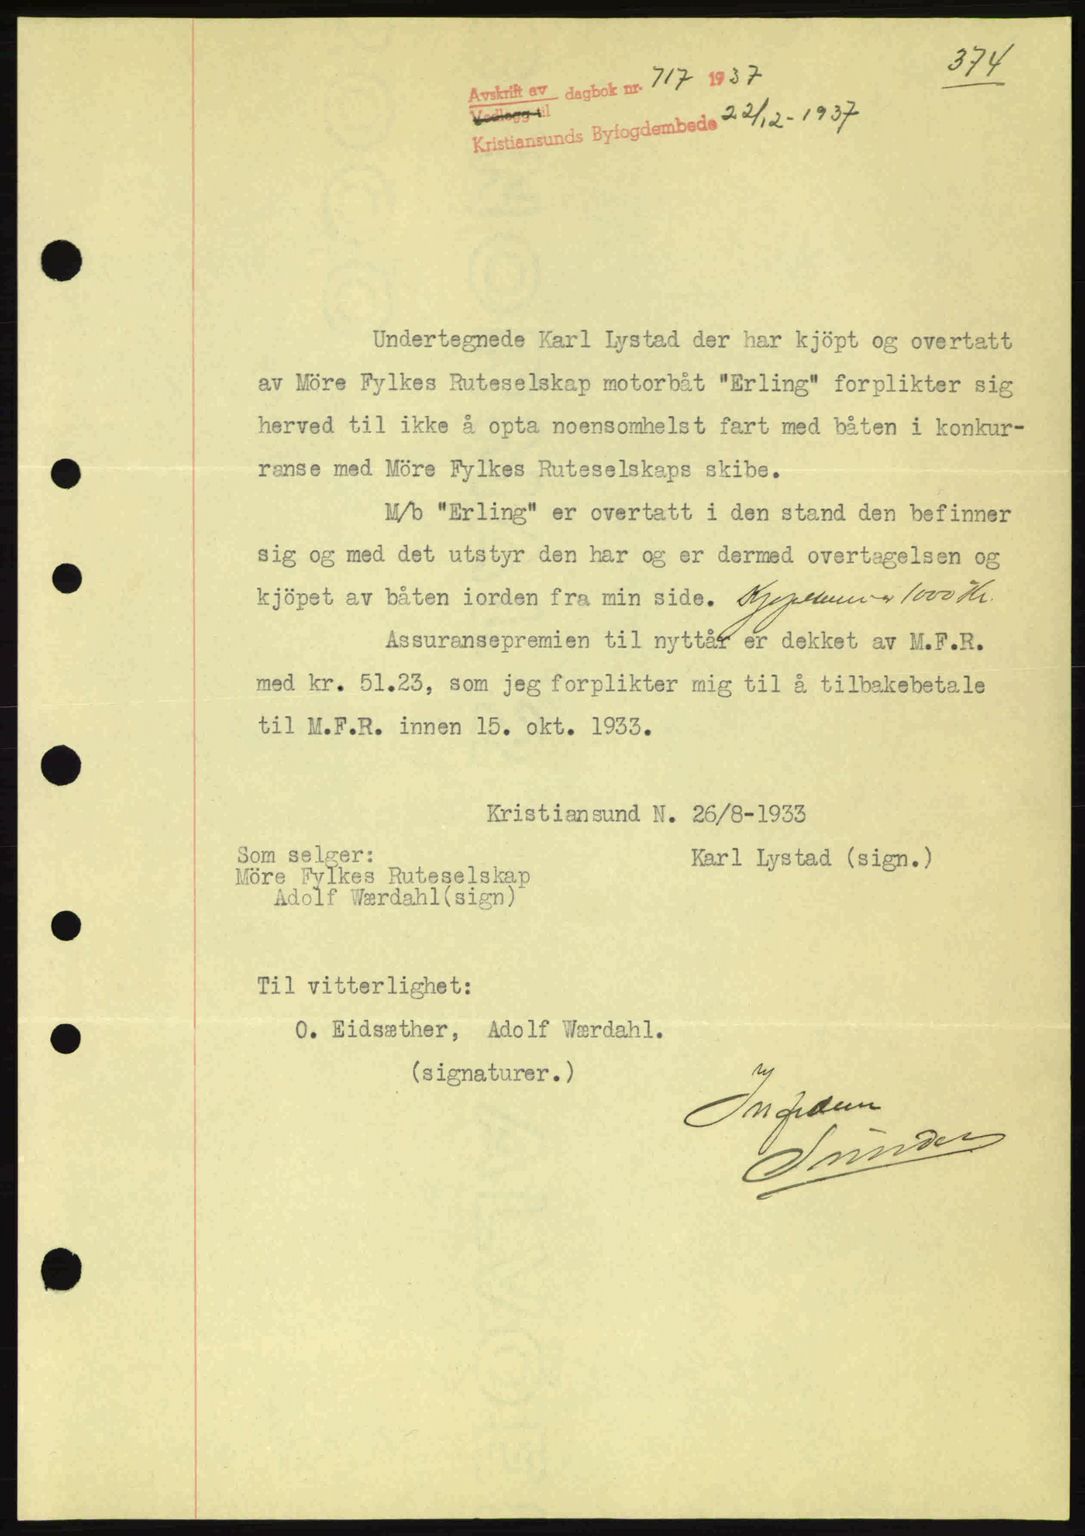 374
Avskrift av dagbok nr. 717 1937
Vedlegg til
Kristiansunds Byfogdembede 22/12-1937
Undertegnede Karl Lystad der har kjöpt og overtatt
av Möre Fylkes Ruteselskap motorbåt "Erling" forplikter sig
herved til ikke å opta noensomhelst fart med båten i konkur-
ranse med Möre Fylkes Ruteselskaps skibe.
M/b "Erling" er overtatt i den stand den befinner
sig og med det utstyr den har og er dermed overtagelsen og
kjöpet av båten iorden fra min side. 1000 Kr.
Assuransepremien til nyttår er dekket av M.F.R.
med kr. 51.23, som jeg forplikter mig til å tilbakebetale
til M.F.R. innen 15. okt. 1933.
Kristiansund N. 26/8-1933
Som selger: Karl Lystad (sign.)
Möre Fylkes Ruteselskap
Adolf Wærdahl(sign)
Til vitterlighet:
O. Eidsæther, Adolf Wærdahl.
(signaturer.)